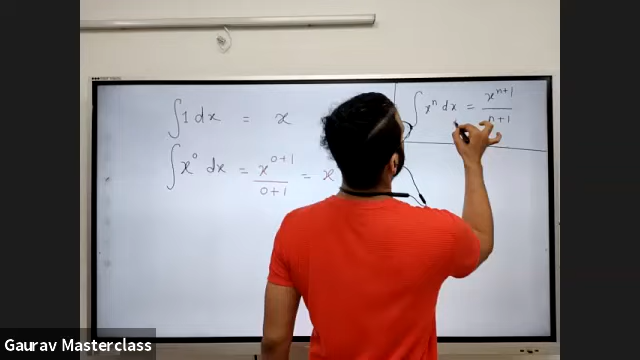 ∫1 dx = x
∫x⁰ dx = x⁰⁺¹/0+1 = x
∫xⁿ dx = xⁿ⁺¹/n+1
Gaurav Masterclass